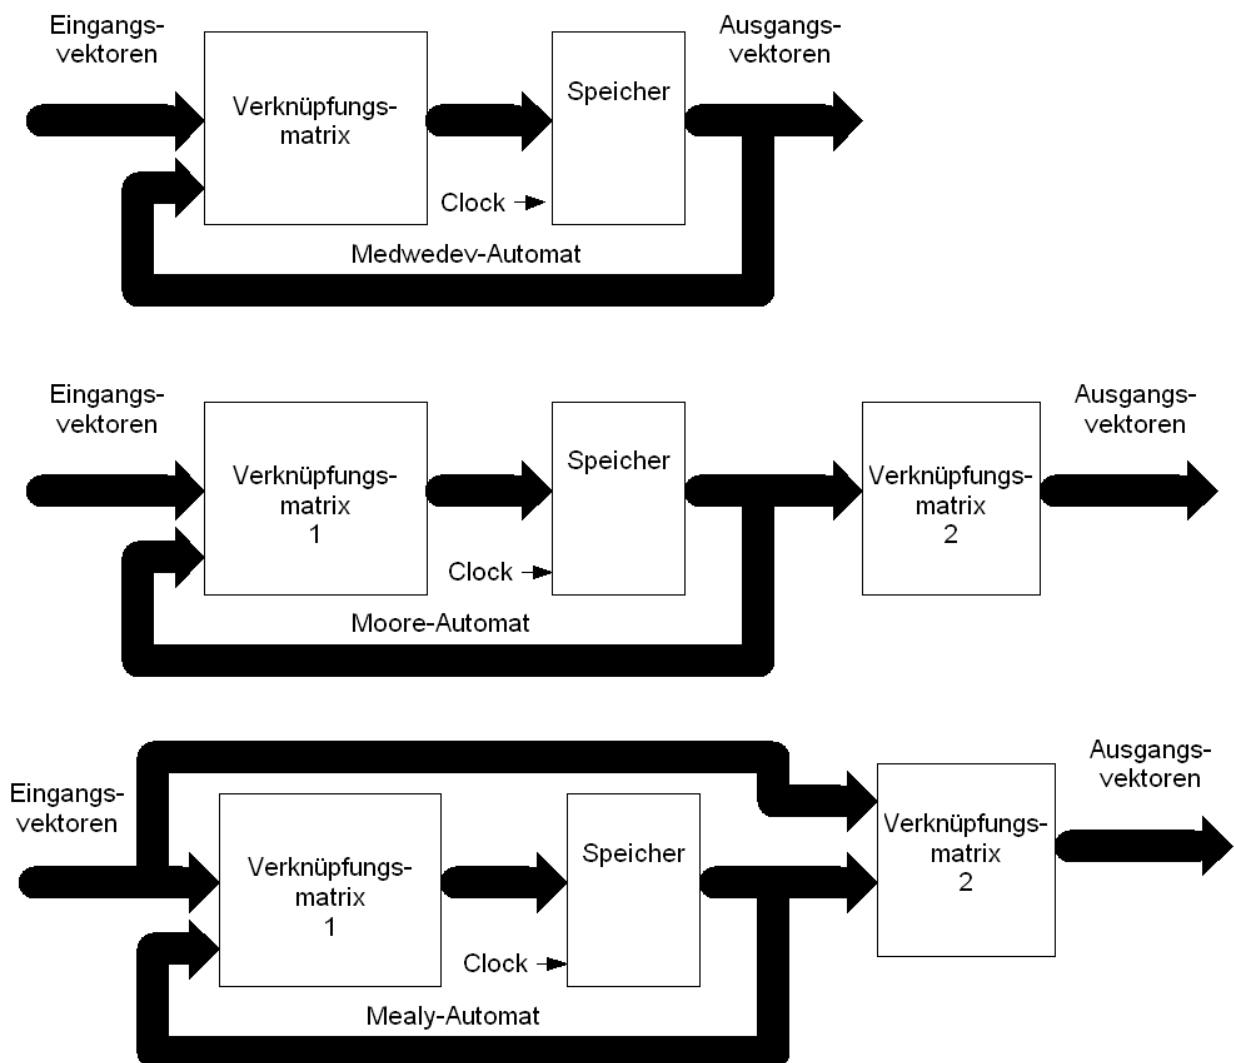 Eingangs-
vektoren
Ausgangs-
vektoren
Verknüpfungs-
matrix
Speicher
Clock
Medwedev-Automat
Eingangs-
vektoren
Ausgangs-
vektoren
Verknüpfungs-
matrix
1
Speicher
Verknüpfungs-
matrix
2
Clock
Moore-Automat
Eingangs-
vektoren
Ausgangs-
vektoren
Verknüpfungs-
matrix
1
Speicher
Verknüpfungs-
matrix
2
Clock
Mealy-Automat